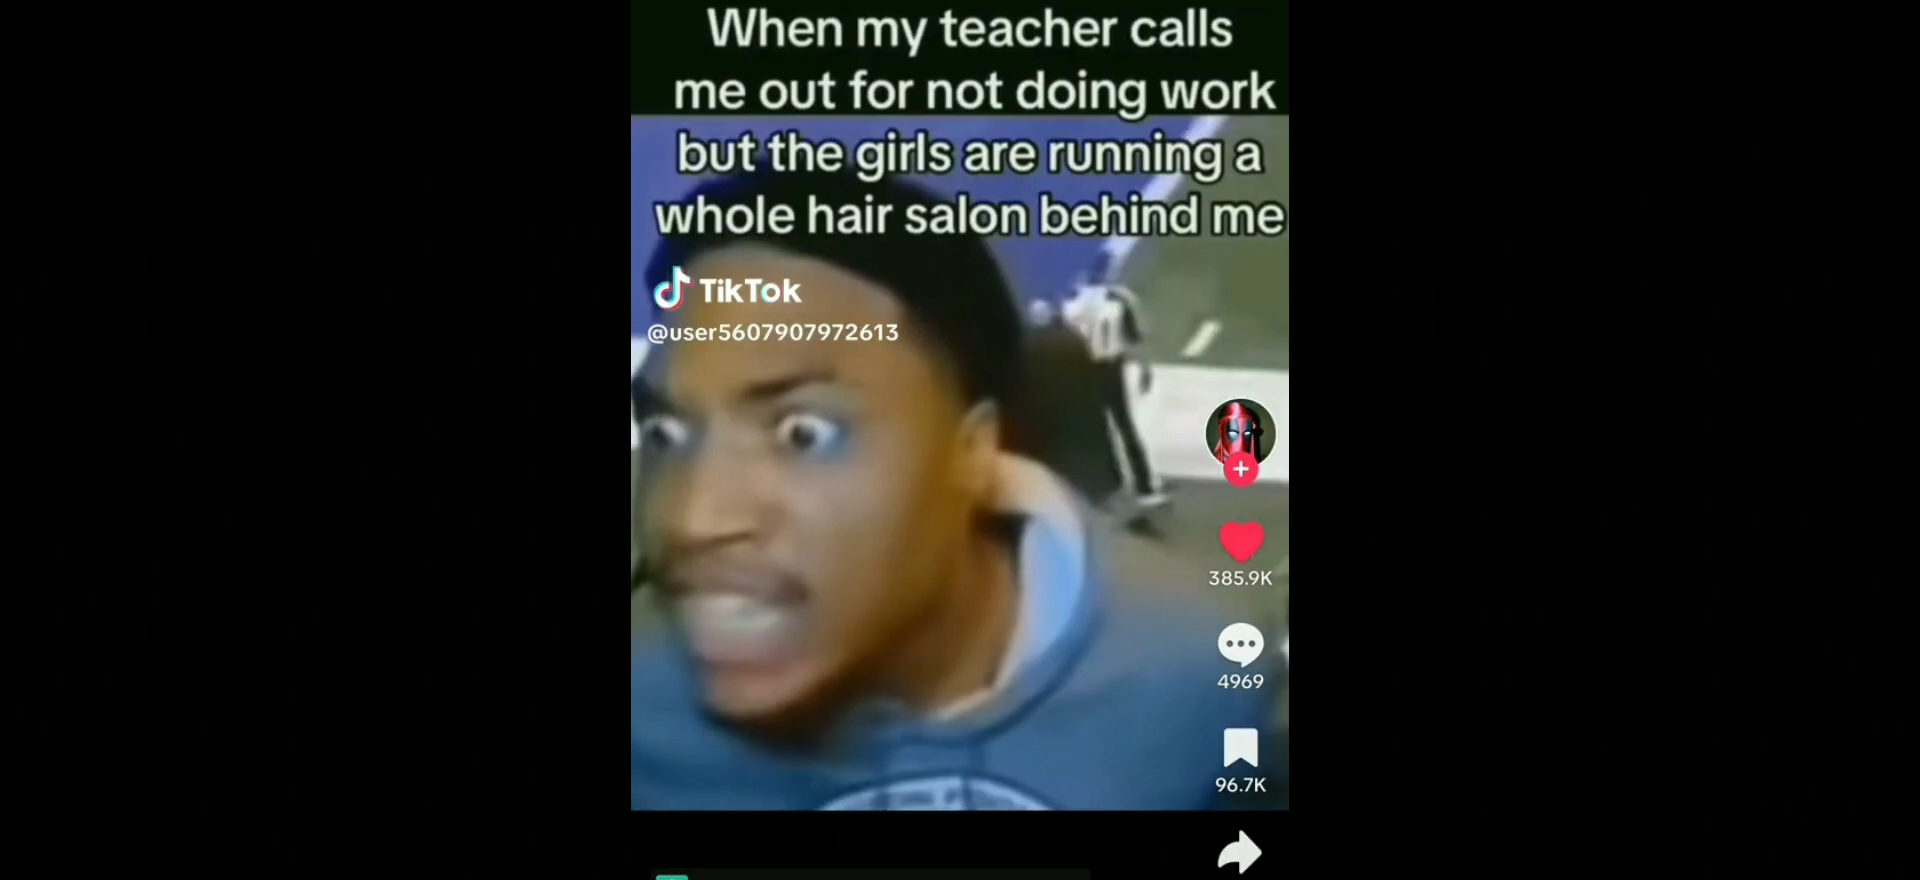 When my teacher calls
me out for not doing work
but the girls are running a
whole hair salon behind me
TikTok
@user5607907972613
385.9K
4969
96.7K